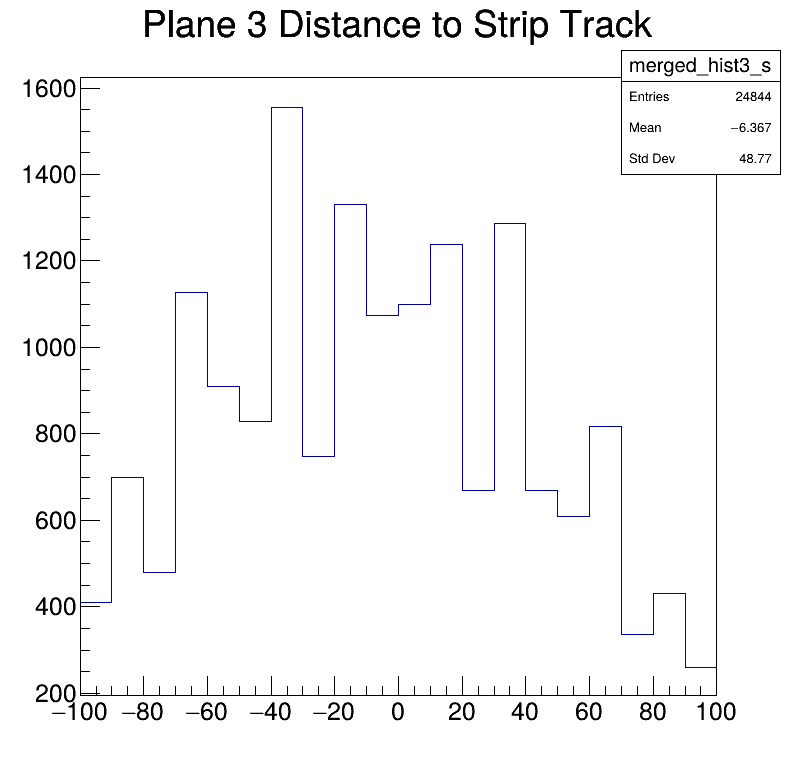 Plane 3 Distance to Strip Track
merged_hist3_s
Entries 24844
Mean −6.367
Std Dev 48.77
1600
1400
1200
1000
800
600
400
200
−100 −80 −60 −40 −20 0 20 40 60 80 100